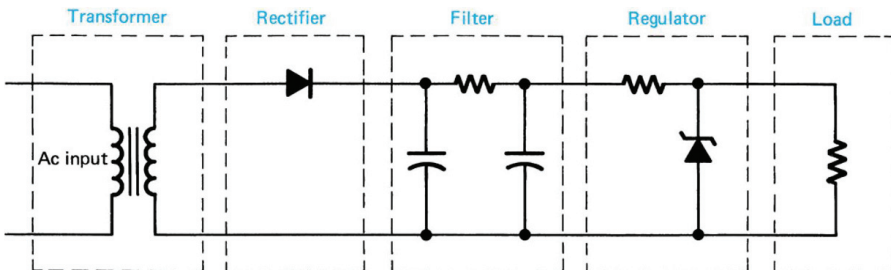 Transformer
Rectifier
Filter
Regulator
Load
Ac input